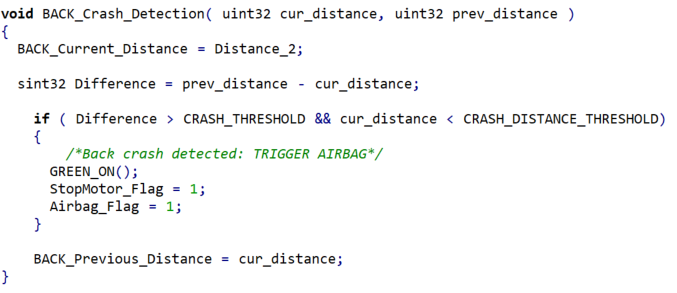 void BACK_Crash_Detection( uint32 cur_distance, uint32 prev_distance )
{
BACK_Current_Distance = Distance_2;
sint32 Difference = prev_distance - cur_distance;
if ( Difference > CRASH_THRESHOLD && cur_distance < CRASH_DISTANCE_THRESHOLD)
{
/*Back crash detected: TRIGGER AIRBAG*/
GREEN_ON();
StopMotor_Flag = 1;
Airbag_Flag = 1;
}
BACK_Previous_Distance = cur_distance;
}